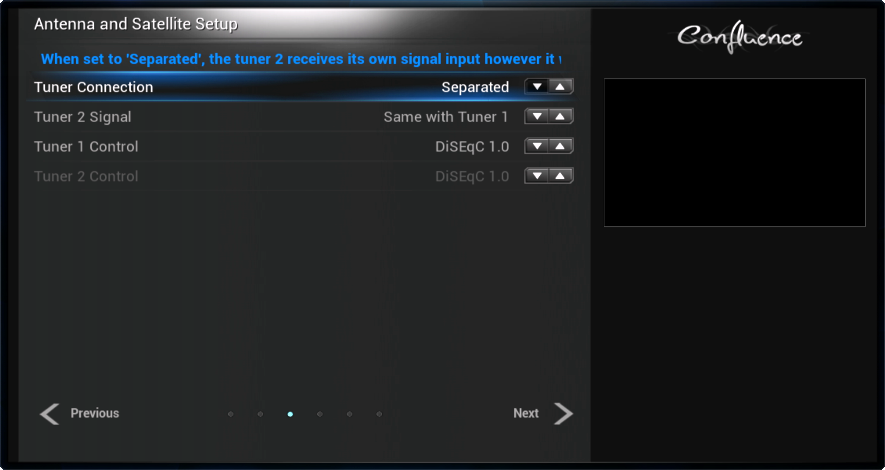 Antenna and Satellite Setup
Confluence
When set to 'Separated', the tuner 2 receives its own signal input however it
Tuner Connection Separated
Tuner 2 Signal Same with Tuner 1
Tuner 1 Control DiSEqC 1.0
Tuner 2 Control DiSEqC 1.0
Previous Next